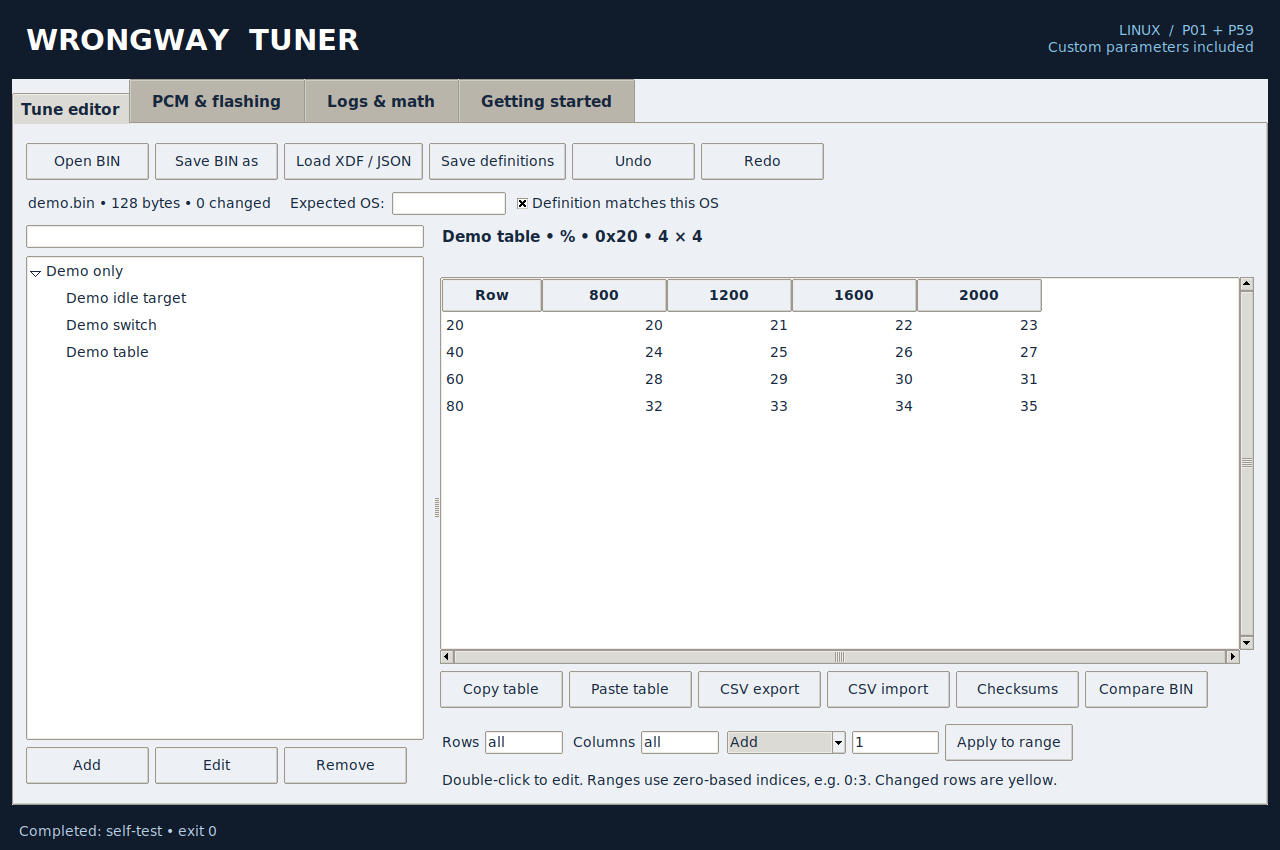 WRONGWAY TUNER
LINUX / P01 + P59
Custom parameters included
Tune editor PCM & flashing Logs & math Getting started
Open BIN Save BIN as Load XDF / JSON Save definitions Undo Redo
demo.bin • 128 bytes • 0 changed Expected OS: Definition matches this OS
Demo table • % • 0x20 • 4 × 4
Demo only
Demo idle target
Demo switch
Demo table
Row 800 1200 1600 2000
20 20 21 22 23
40 24 25 26 27
60 28 29 30 31
80 32 33 34 35
Copy table Paste table CSV export CSV import Checksums Compare BIN
Rows all Columns all Add 1 Apply to range
Add Edit Remove
Double-click to edit. Ranges use zero-based indices, e.g. 0:3. Changed rows are yellow.
Completed: self-test • exit 0